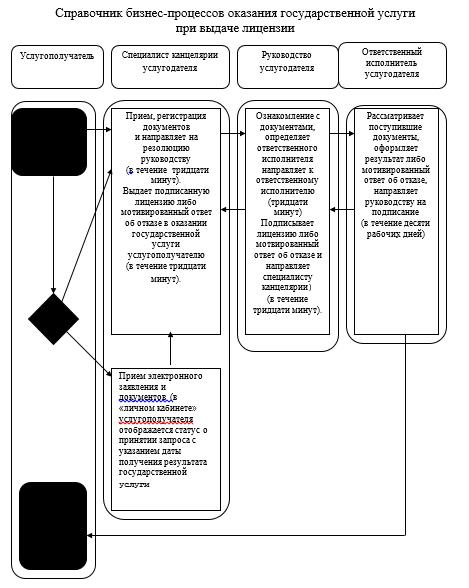 Справочник бизнес-процессов оказания государственной услуги
при выдаче лицензии
Услугополучатель
Специалист канцелярии
услугодателя
Руководство
услугодателя
Ответственный
исполнитель
услугодателя
Прием, регистрация
документов
и направляет на
резолюцию
руководству
(в течение тридцати
минут).
Выдает подписанную
лицензию либо
мотивированный ответ
об отказе в оказании
государственной
услуги
услугополучателю
(в течение тридцати
минут).
Ознакомление с
документами,
определяет
ответственного
исполнителя
направляет к
ответственному
исполнителю
(тридцати
минут)
Подписывает
лицензию либо
мотвированный
ответ об отказе и
направляет
специалисту
канцелярии)
(в течение
тридцати минут).
Рассматривает
поступившие
документы,
оформляет
результат либо
мотивированный
ответ об отказе,
направляет
руководству на
подписание
(в течение десяти
рабочих дней)
Прием электронного
заявления и
документов (в
«личном кабинете»
услугополучателя
отображается статус о
принятии запроса с
указанием даты
получения результата
государственной
услуги